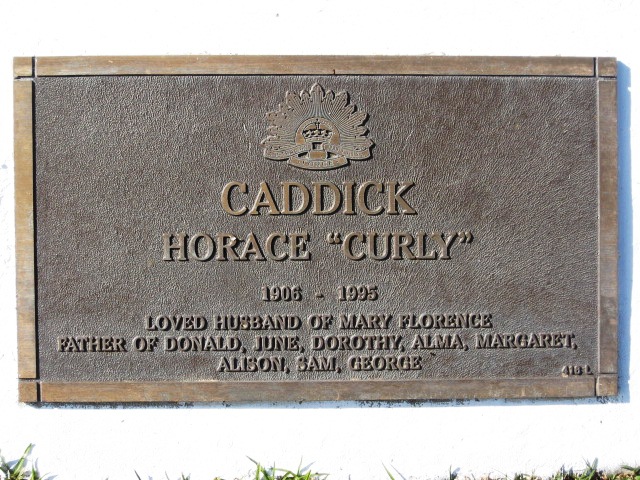 CADDICK
HORACE "CURLY"
1906 - 1995
LOVED HUSBAND OF MARY FLORENCE
FATHER OF DONALD, JUNE, DOROTHY, ALMA, MARGARET,
ALISON, SAM, GEORGE